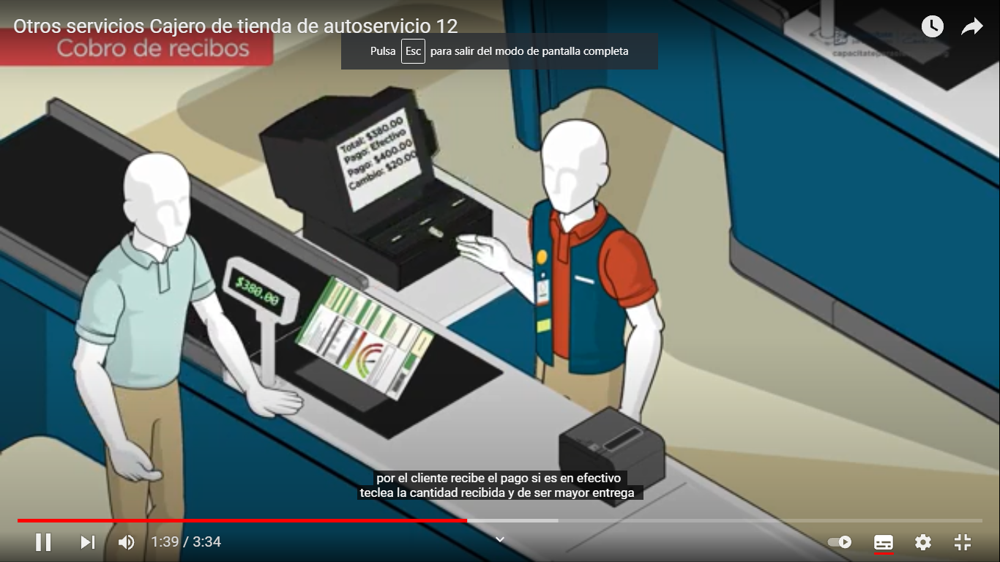 Otros servicios Cajero de tienda de autoservicio 12
Cobro de recibos
Pulsa Esc para salir del modo de pantalla completa
Total: $380.00
Pago: Efectivo
Pago: $400.00
Cambio: $20.00
$380.00
por el cliente recibe el pago si es en efectivo
teclea la cantidad recibida y de ser mayor entrega
1:39 / 3:34